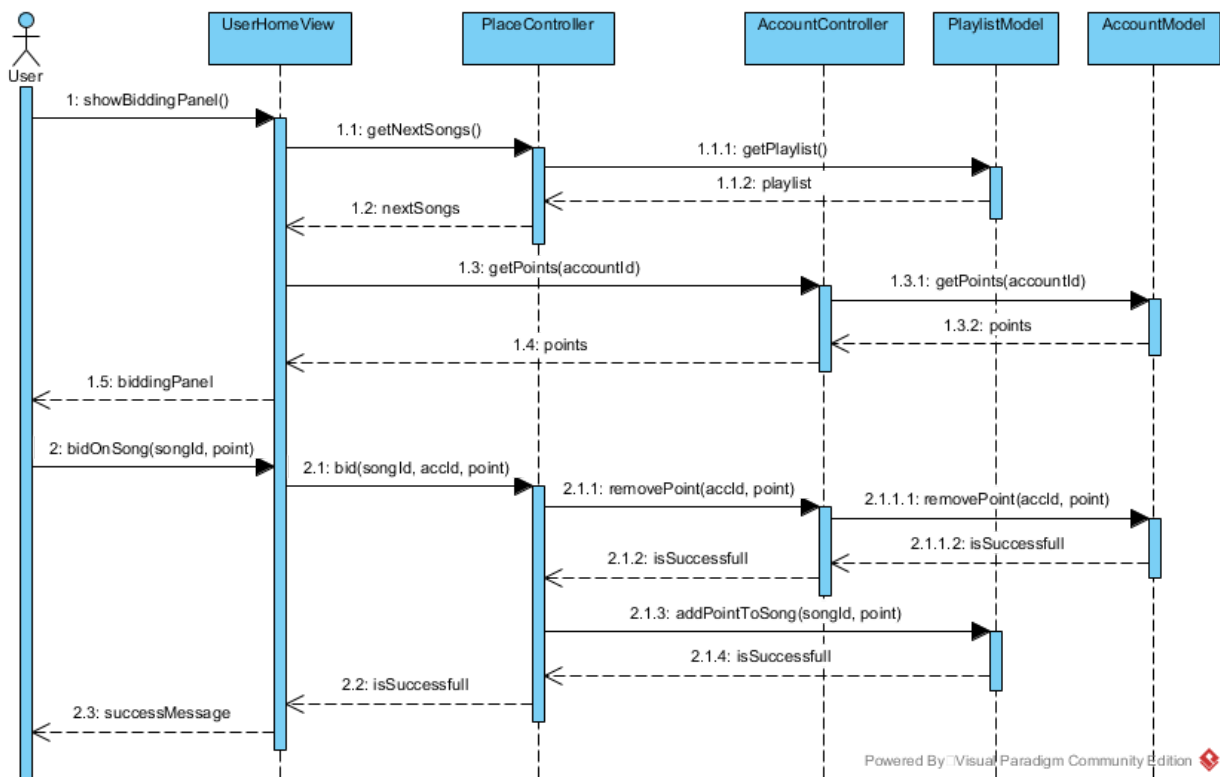 UserHomeView
PlaceController
AccountController
PlaylistModel
AccountModel
User
1: showBiddingPanel()
1.1: getNextSongs()
1.1.1: getPlaylist()
1.1.2: playlist
1.2: nextSongs
1.3: getPoints(accountId)
1.3.1: getPoints(accountId)
1.3.2: points
1.4: points
1.5: biddingPanel
2: bidOnSong(songId, point)
2.1: bid(songId, accId, point)
2.1.1: removePoint(accId, point)
2.1.1.1: removePoint(accId, point)
2.1.1.2: isSuccessfull
2.1.2: isSuccessfull
2.1.3: addPointToSong(songId, point)
2.1.4: isSuccessfull
2.2: isSuccessfull
2.3: successMessage
Powered By Visual Paradigm Community Edition